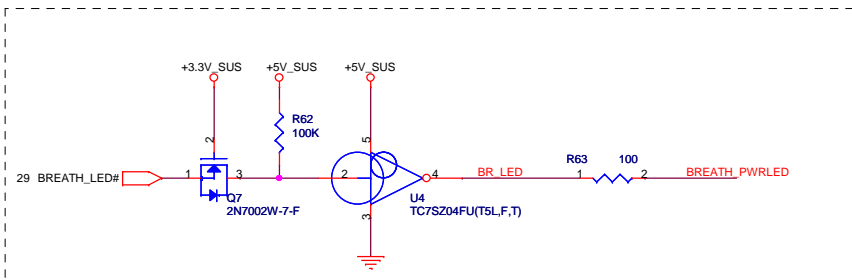 +3.3V_SUS +5V_SUS +5V_SUS
R62
100K
2
5
29 BREATH_LED#
1
3
2
4
BR_LED
R63 100
1 2
BREATH_PWRLED
Q7
2N7002W-7-F
3
U4
TC7SZ04FU(T5L,F,T)